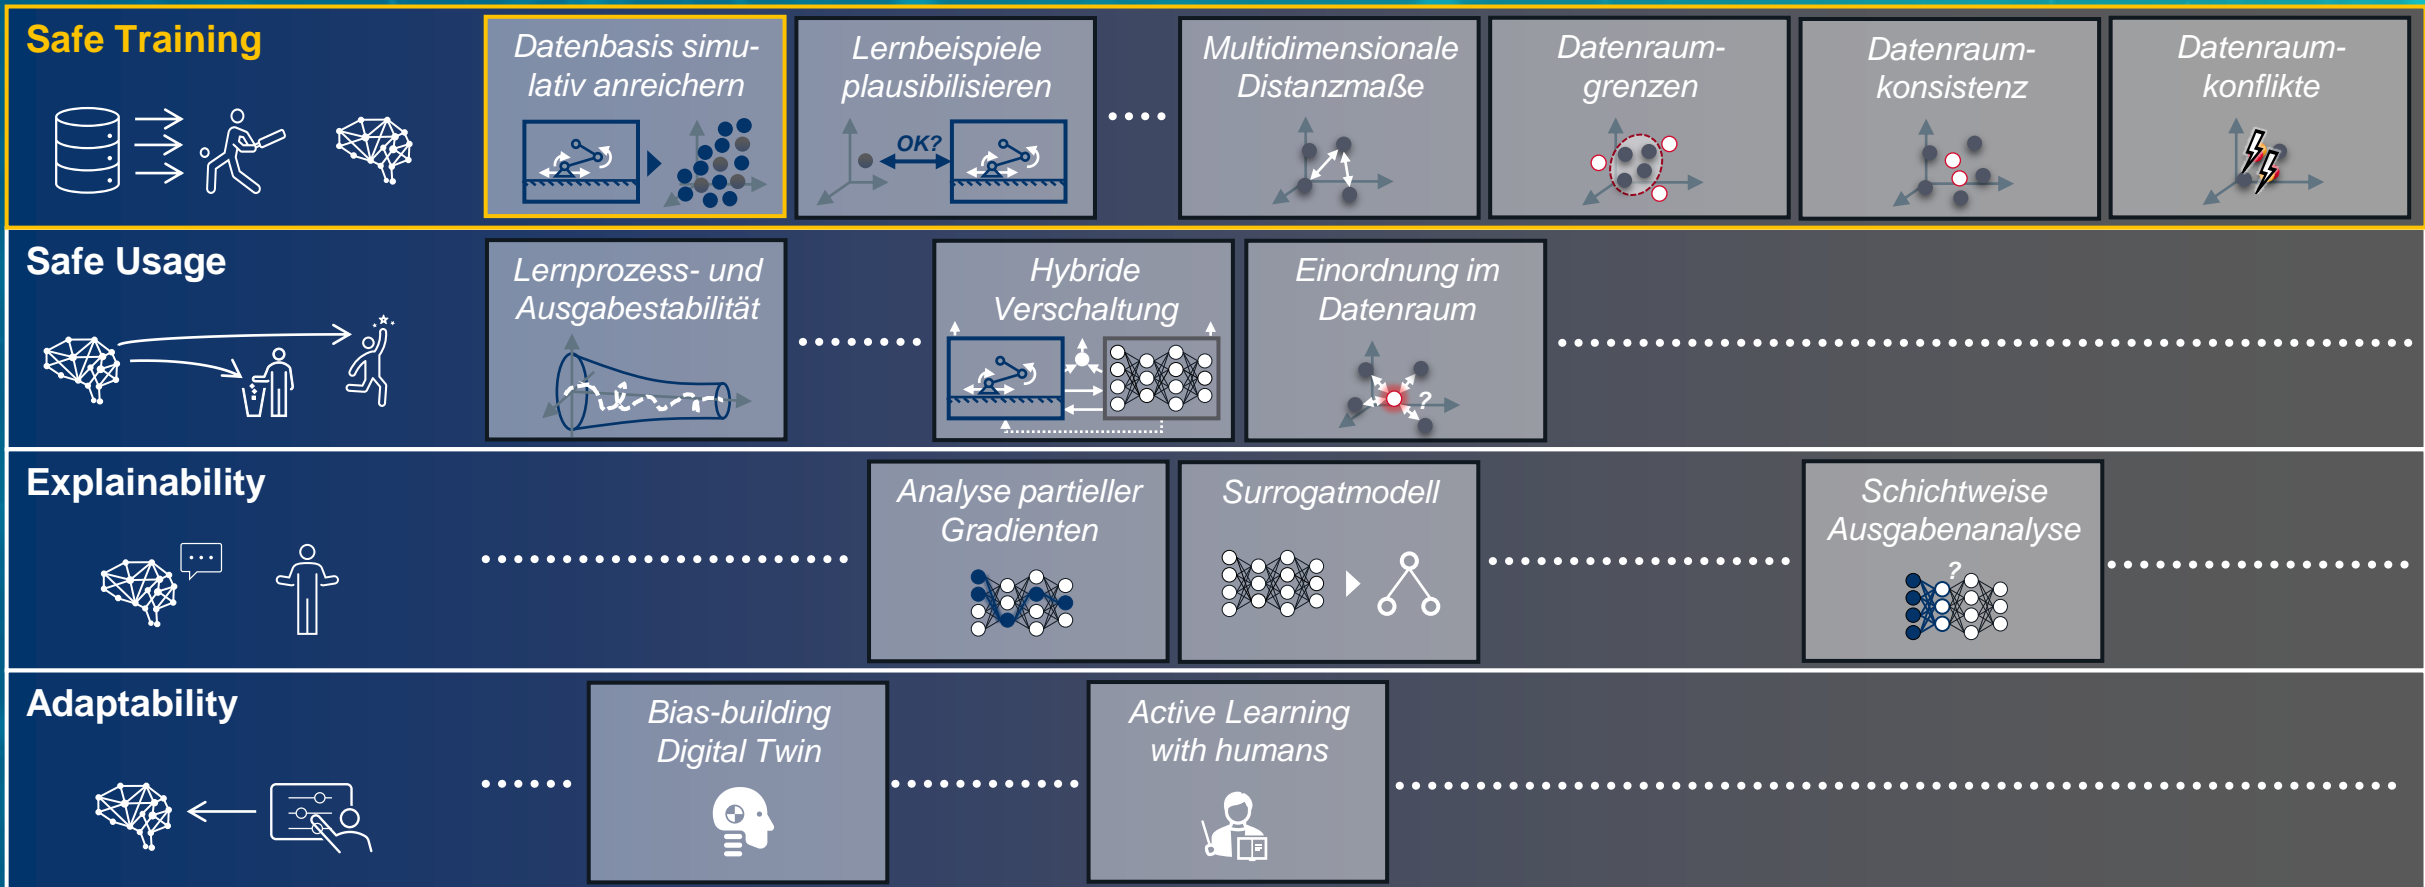 Safe Training
Datenbasis simu-
lativ anreichern
Lernbeispiele
plausibilisieren
OK?
Multidimensionale
Distanzmaße
Datenraum-
grenzen
Datenraum-
konsistenz
Datenraum-
konflikte
Safe Usage
Lernprozess- und
Ausgabestabilität
Hybride
Verschaltung
Einordnung im
Datenraum
?
Explainability
Analyse partieller
Gradienten
Surrogatmodell
Schichtweise
Ausgabenanalyse
?
Adaptability
Bias-building
Digital Twin
Active Learning
with humans